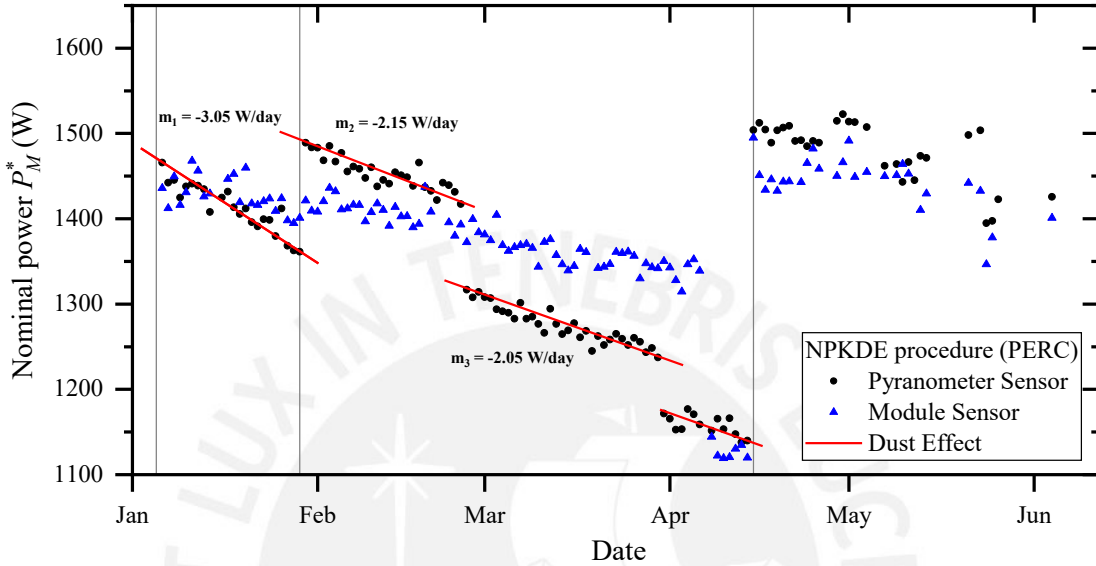 1600
1500
1400
1300
1200
1100
Nominal power P*M (W)
m1 = -3.05 W/day
m2 = -2.15 W/day
m3 = -2.05 W/day
NPKDE procedure (PERC)
Pyranometer Sensor
Module Sensor
Dust Effect
Jan Feb Mar Apr May Jun
Date
LUX IN TENEBRIS